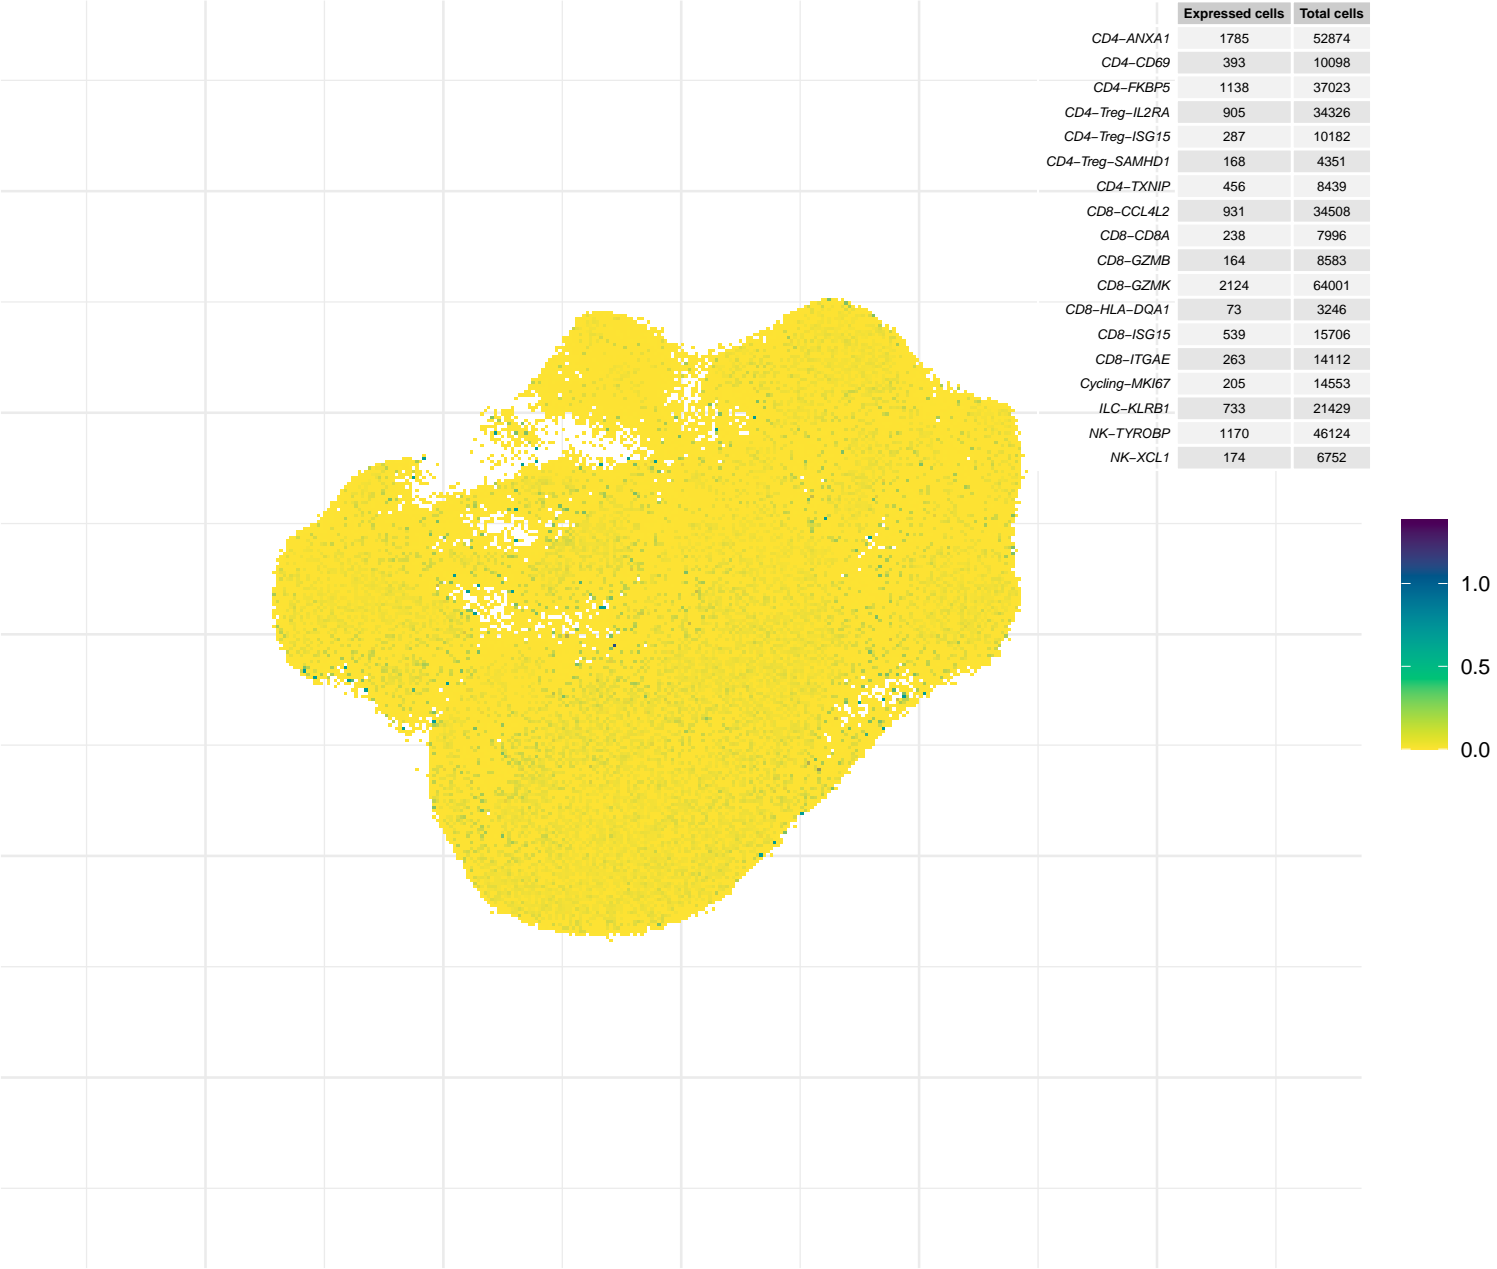 Expressed cells Total cells
CD4−ANXA1 1785 52874
CD4−CD69 393 10098
CD4−FKBP5 1138 37023
CD4−Treg−IL2RA 905 34326
CD4−Treg−ISG15 287 10182
CD4−Treg−SAMHD1 168 4351
CD4−TXNIP 456 8439
CD8−CCL4L2 931 34508
CD8−CD8A 238 7996
CD8−GZMB 164 8583
CD8−GZMK 2124 64001
CD8−HLA−DQA1 73 3246
CD8−ISG15 539 15706
CD8−ITGAE 263 14112
Cycling−MKI67 205 14553
ILC−KLRB1 733 21429
NK−TYROBP 1170 46124
NK−XCL1 174 6752
1.0
0.5
0.0